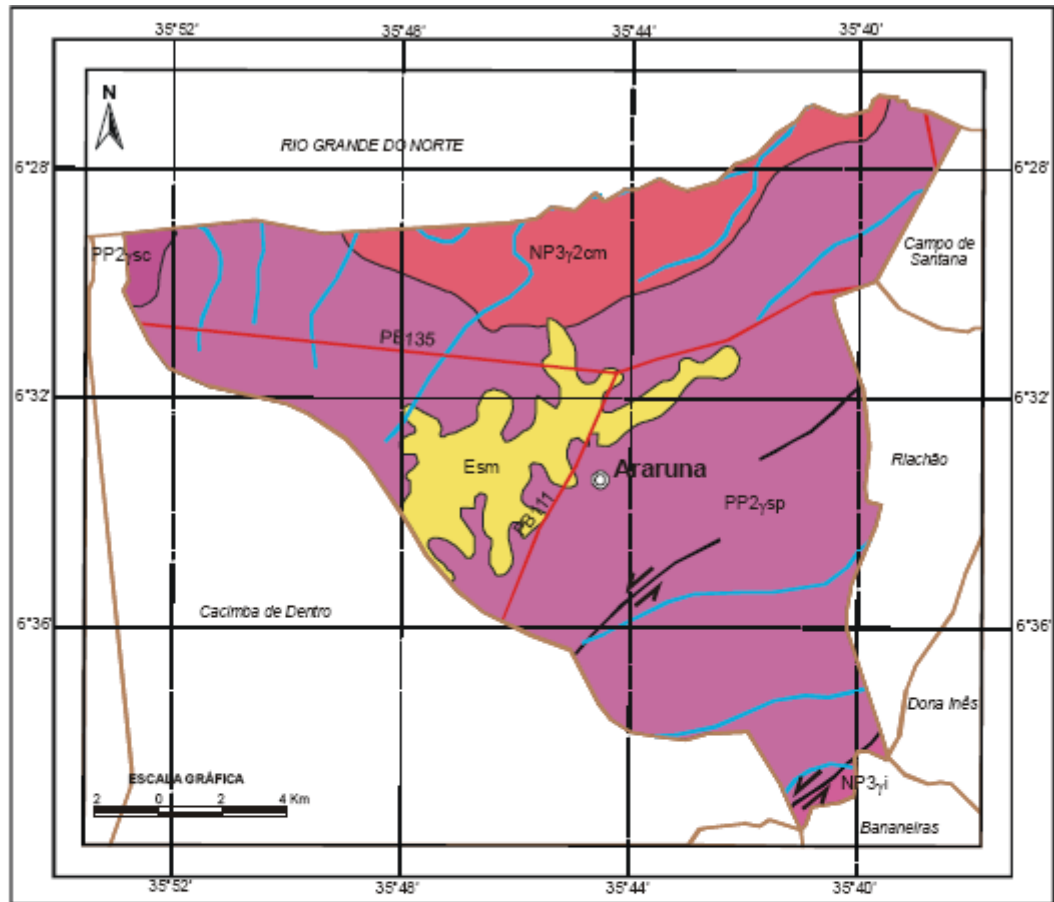 35°52'
35°48'
35°44'
35°40'
N
RIO GRANDE DO NORTE
6°28'
6°28'
PP2γsc
NP3γ2cm
Campo de
Santana
PB135
6°32'
6°32'
Esm
Araruna
Riachão
PP2γsp
PB111
Cacimba de Dentro
6°36'
6°36'
Dona Inês
ESCALA GRÁFICA
2 0 2 4 Km
NP3γi
Bananeiras
35°52'
35°48'
35°44'
35°40'